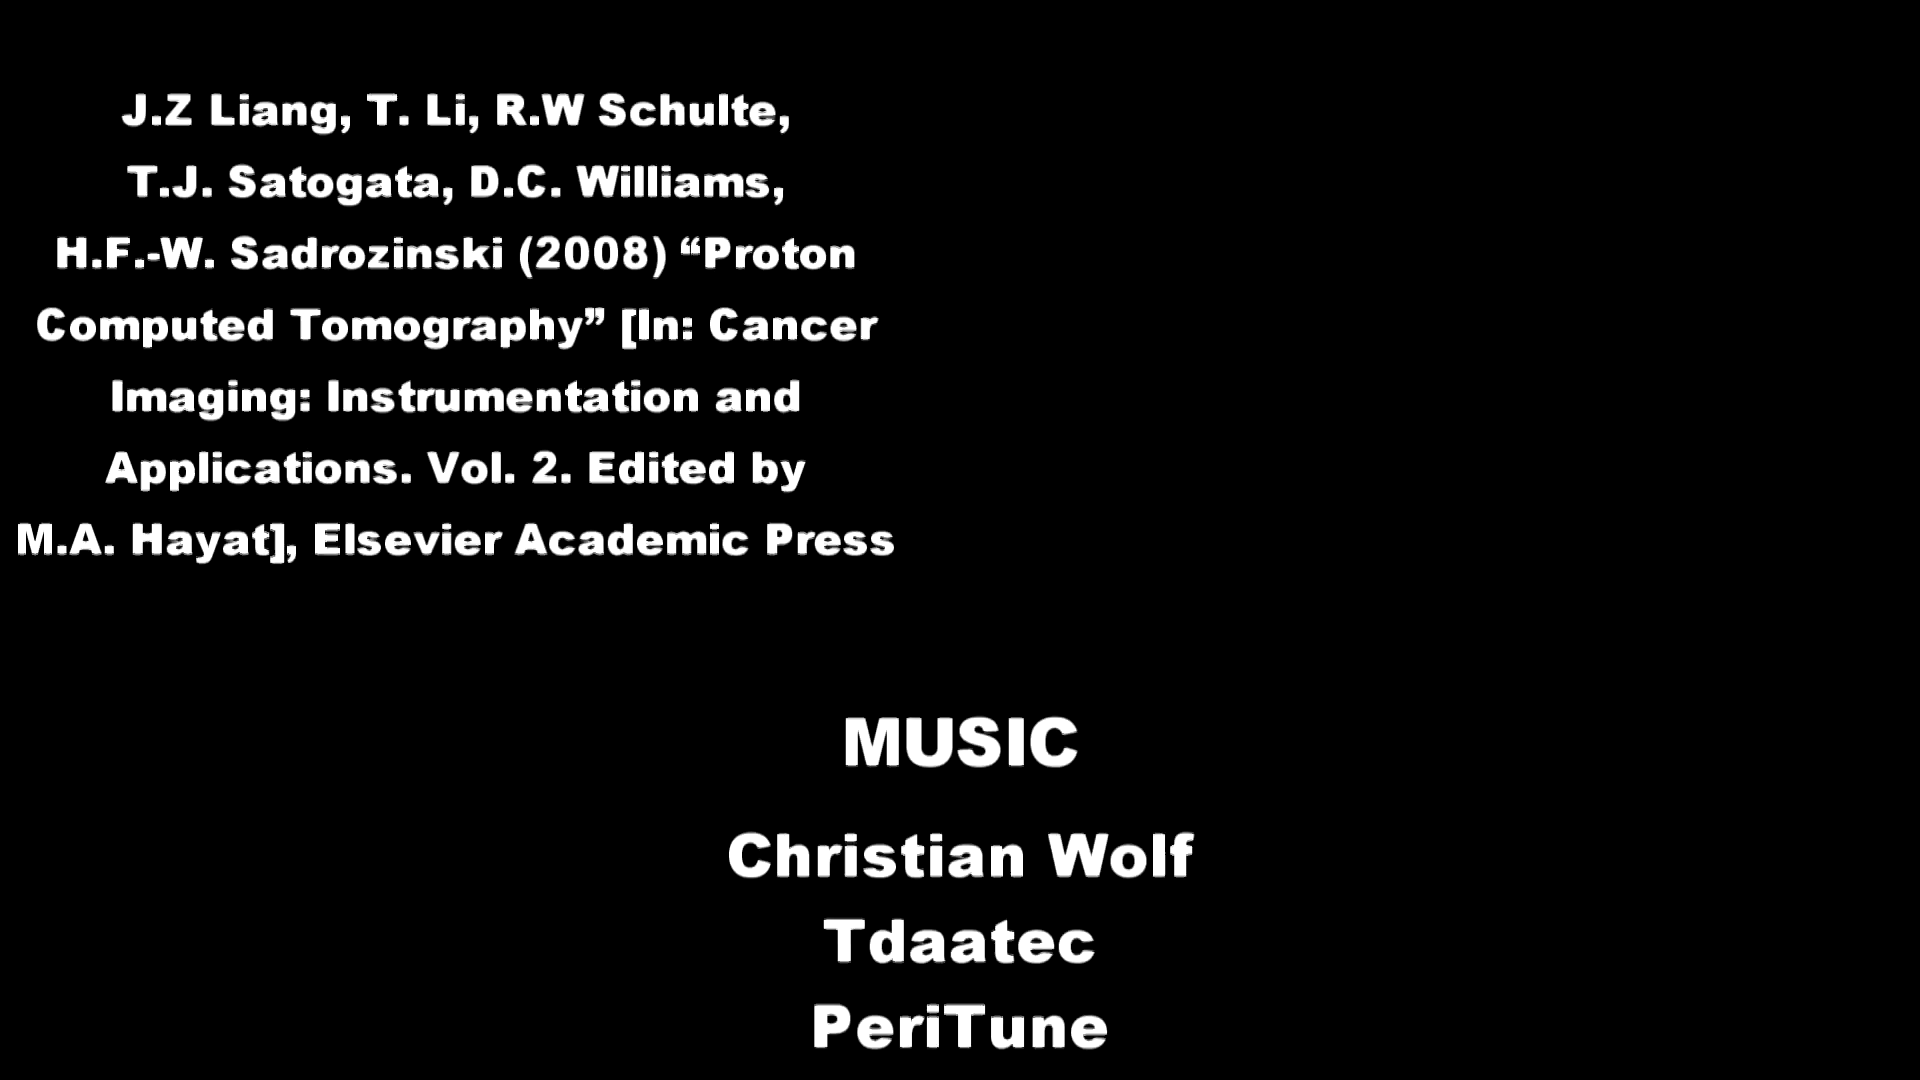 J.Z Liang, T. Li, R.W Schulte,
T.J. Satogata, D.C. Williams,
H.F.-W. Sadrozinski (2008) “Proton
Computed Tomography” [In: Cancer
Imaging: Instrumentation and
Applications. Vol. 2. Edited by
M.A. Hayat], Elsevier Academic Press
MUSIC
Christian Wolf
Tdaatec
PeriTune